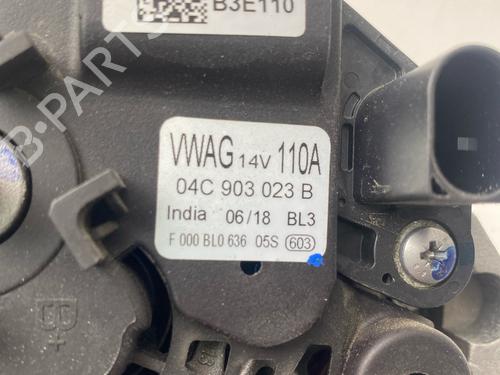 B3E110
VWAG 14V 110A
04C 903 023 B
India 06/18 BL3
F 000 BL0 636 05S 603
B-PARTS